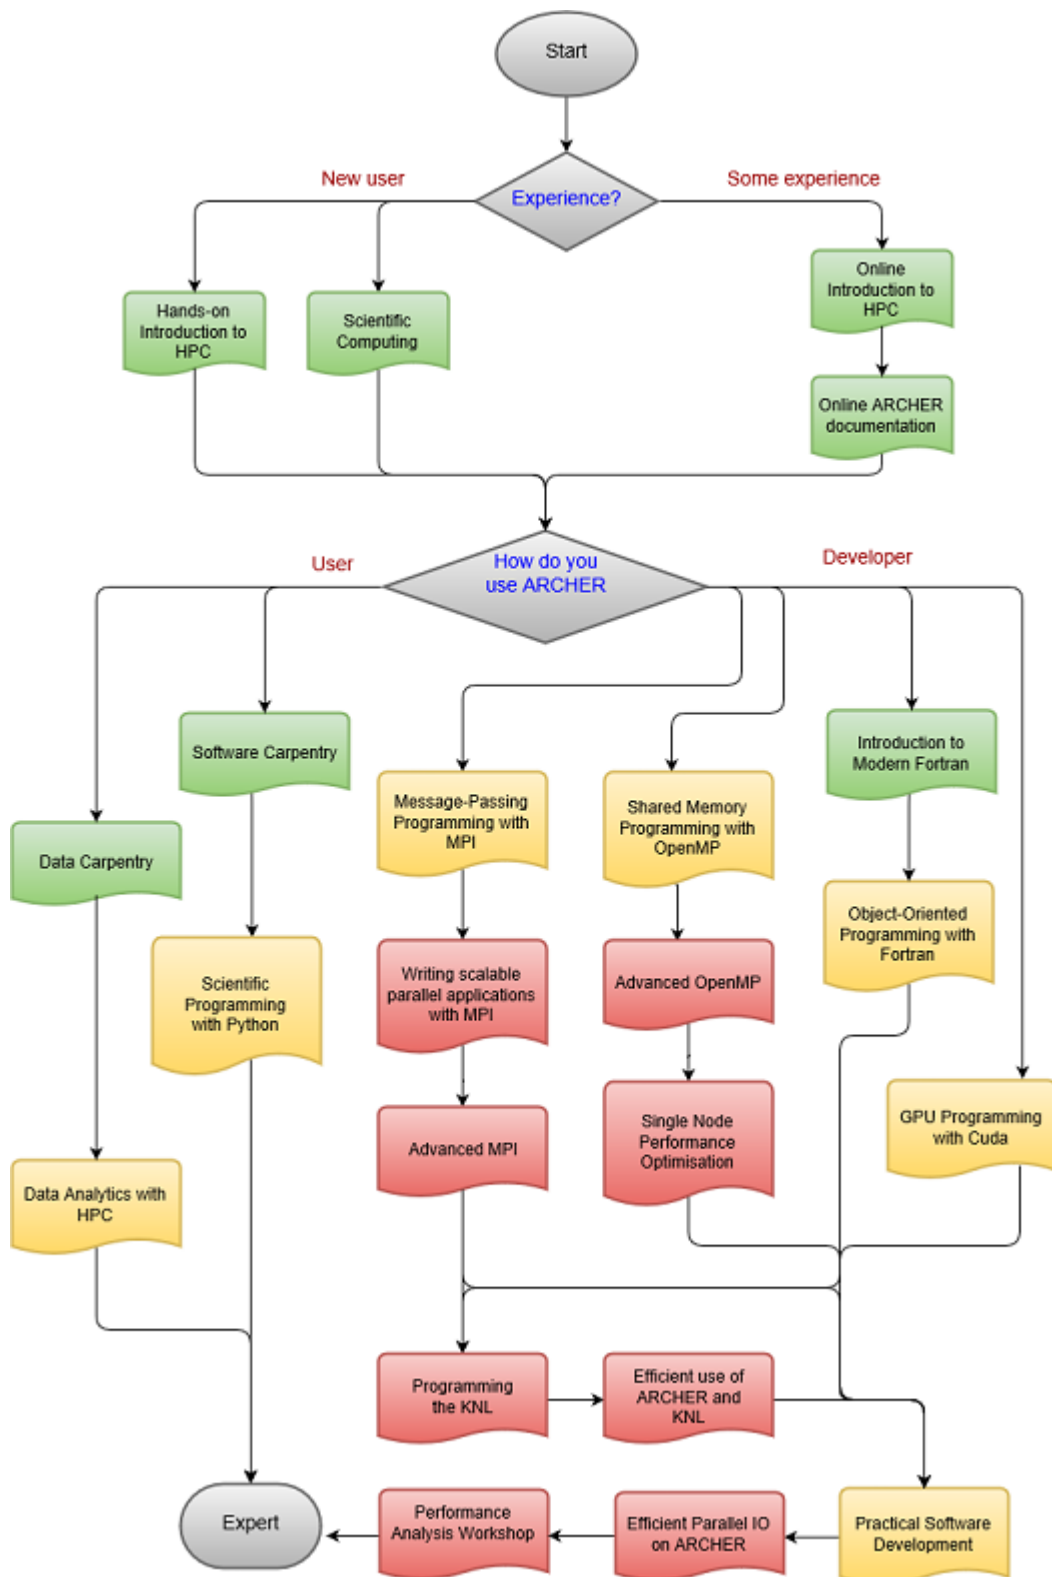 Start
New user
Experience?
Some experience
Hands-on
Introduction to
HPC
Scientific
Computing
Online
Introduction to
HPC
Online ARCHER
documentation
User
How do you
use ARCHER
Developer
Software Carpentry
Data Carpentry
Message-Passing
Programming with
MPI
Shared Memory
Programming with
OpenMP
Introduction to
Modern Fortran
Scientific
Programming
with Python
Writing scalable
parallel applications
with MPI
Advanced OpenMP
Object-Oriented
Programming with
Fortran
Advanced MPI
Single Node
Performance
Optimisation
GPU Programming
with Cuda
Data Analytics with
HPC
Programming
the KNL
Efficient use of
ARCHER and
KNL
Expert
Performance
Analysis Workshop
Efficient Parallel IO
on ARCHER
Practical Software
Development